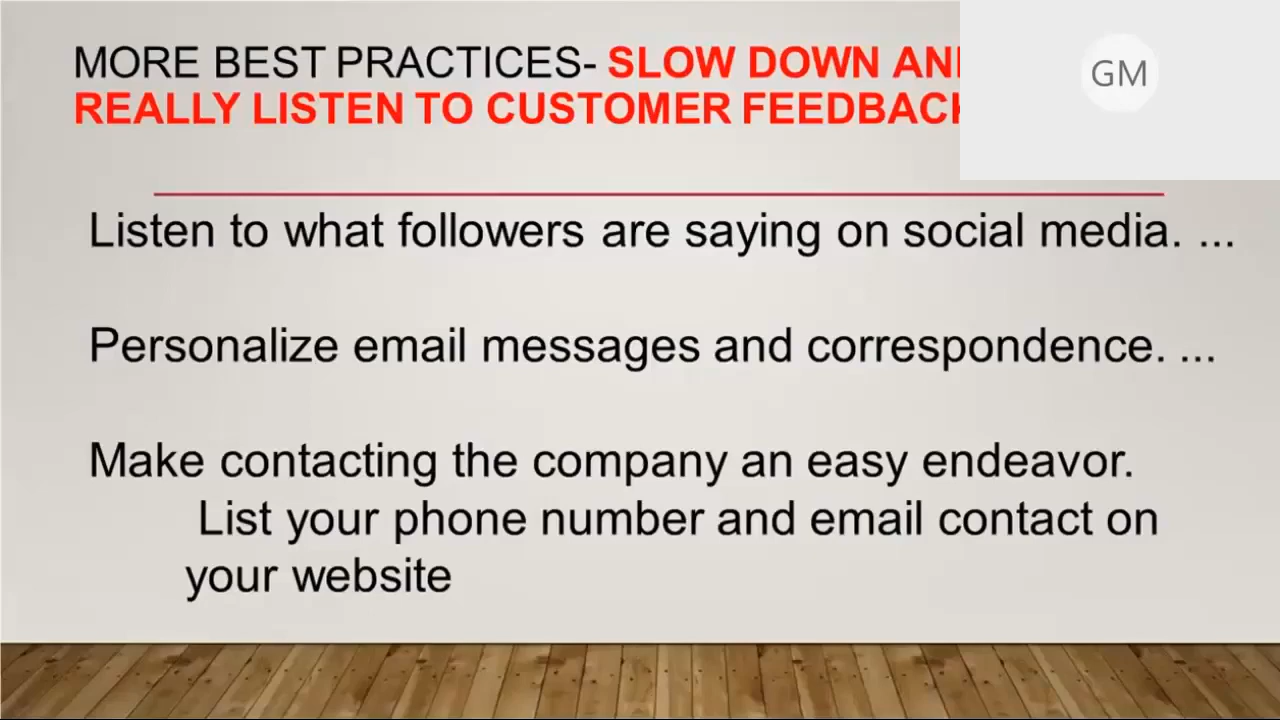 MORE BEST PRACTICES- SLOW DOWN AND
REALLY LISTEN TO CUSTOMER FEEDBACK
GM
Listen to what followers are saying on social media. ...
Personalize email messages and correspondence. ...
Make contacting the company an easy endeavor.
List your phone number and email contact on
your website